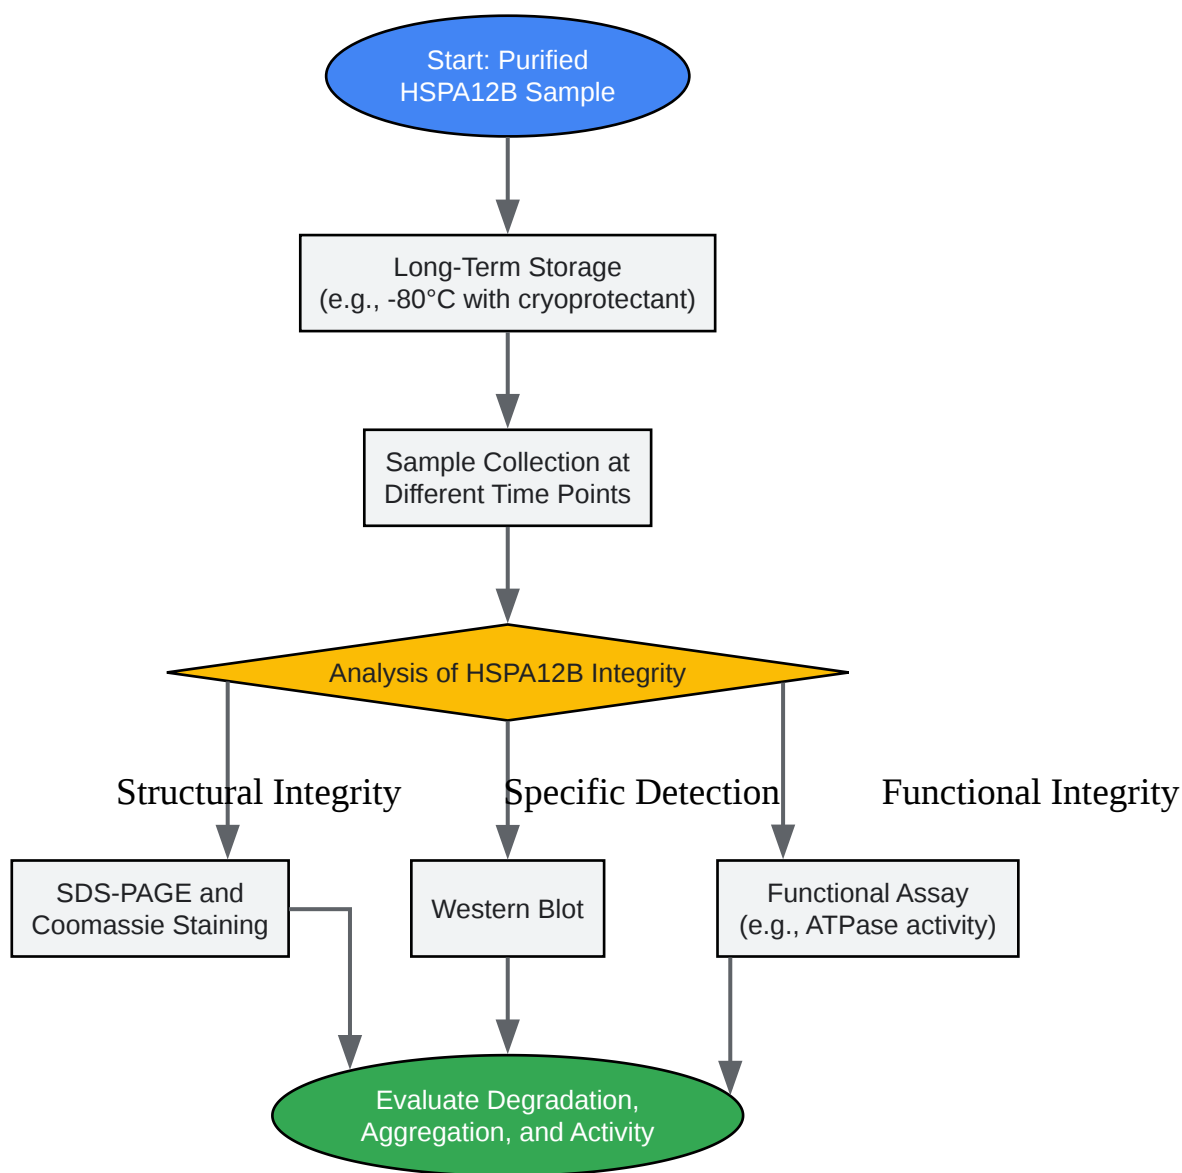 Start: Purified
HSPA12B Sample
Long-Term Storage
(e.g., -80°C with cryoprotectant)
Sample Collection at
Different Time Points
Analysis of HSPA12B Integrity
Structural Integrity
Specific Detection
Functional Integrity
SDS-PAGE and
Coomassie Staining
Western Blot
Functional Assay
(e.g., ATPase activity)
Evaluate Degradation,
Aggregation, and Activity